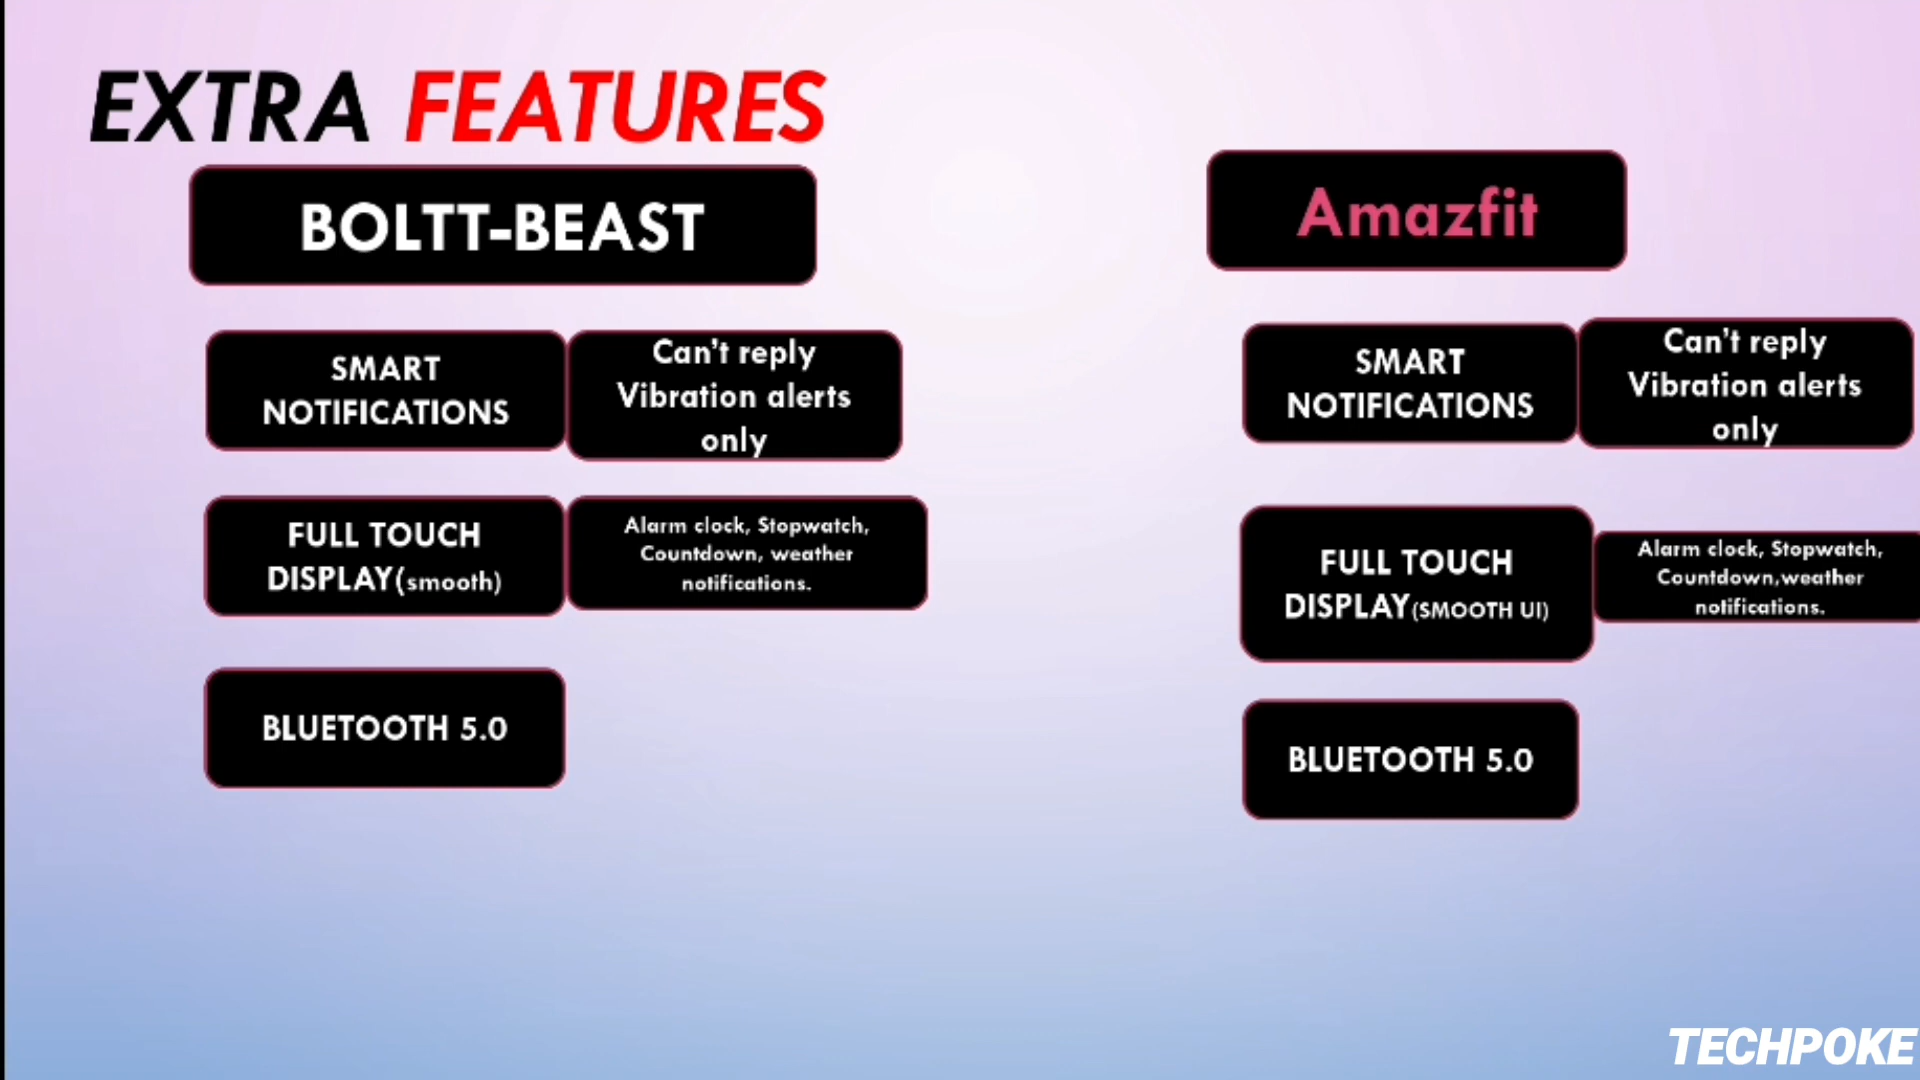 EXTRA FEATURES
BOLTT-BEAST
SMART
NOTIFICATIONS
Can't reply
Vibration alerts
only
FULL TOUCH
DISPLAY(smooth)
Alarm clock, Stopwatch,
Countdown, weather
notifications.
BLUETOOTH 5.0
Amazfit
SMART
NOTIFICATIONS
Can't reply
Vibration alerts
only
FULL TOUCH
DISPLAY(SMOOTH UI)
Alarm clock, Stopwatch,
Countdown,weather
notifications.
BLUETOOTH 5.0
TECHPOKE